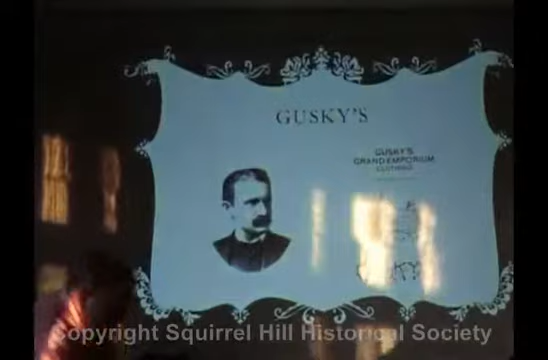 GUSKY'S
GUSKY'S
GRAND EMPORIUM
CLOTHING
Copyright Squirrel Hill Historical Society